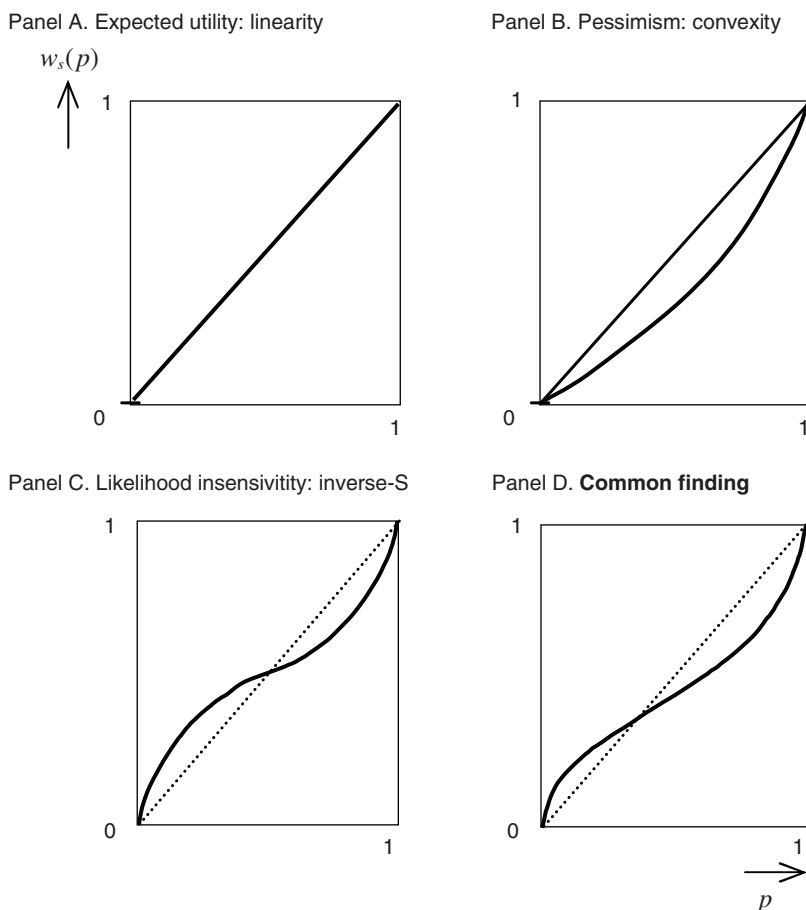 Panel A. Expected utility: linearity
Panel B. Pessimism: convexity
w_s(p)
1
1
0
1
0
1
Panel C. Likelihood insensivitity: inverse-S
Panel D. Common finding
1
1
0
1
0
1
p